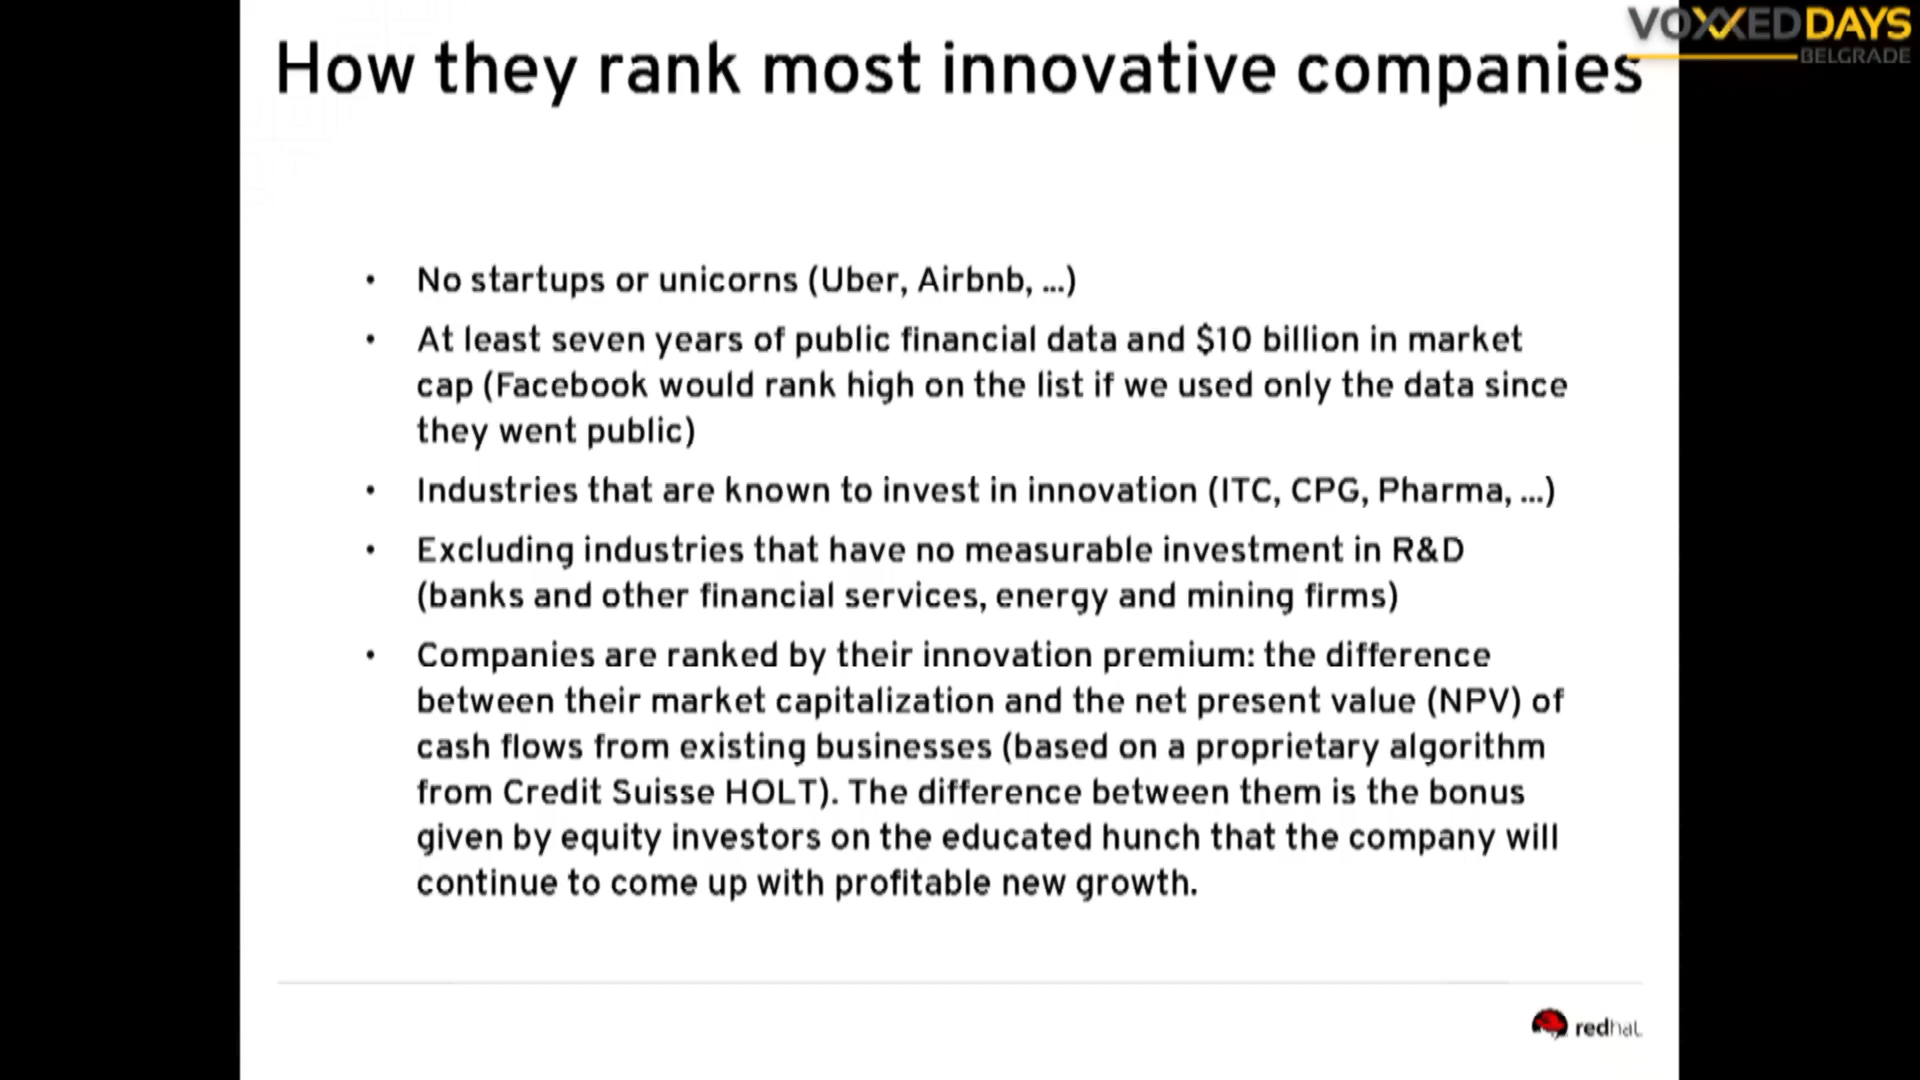 VOXXEDDAYS
BELGRADE
How they rank most innovative companies
• No startups or unicorns (Uber, Airbnb, ...)
• At least seven years of public financial data and $10 billion in market
cap (Facebook would rank high on the list if we used only the data since
they went public)
• Industries that are known to invest in innovation (ITC, CPG, Pharma, ...)
• Excluding industries that have no measurable investment in R&D
(banks and other financial services, energy and mining firms)
• Companies are ranked by their innovation premium: the difference
between their market capitalization and the net present value (NPV) of
cash flows from existing businesses (based on a proprietary algorithm
from Credit Suisse HOLT). The difference between them is the bonus
given by equity investors on the educated hunch that the company will
continue to come up with profitable new growth.
redhat.